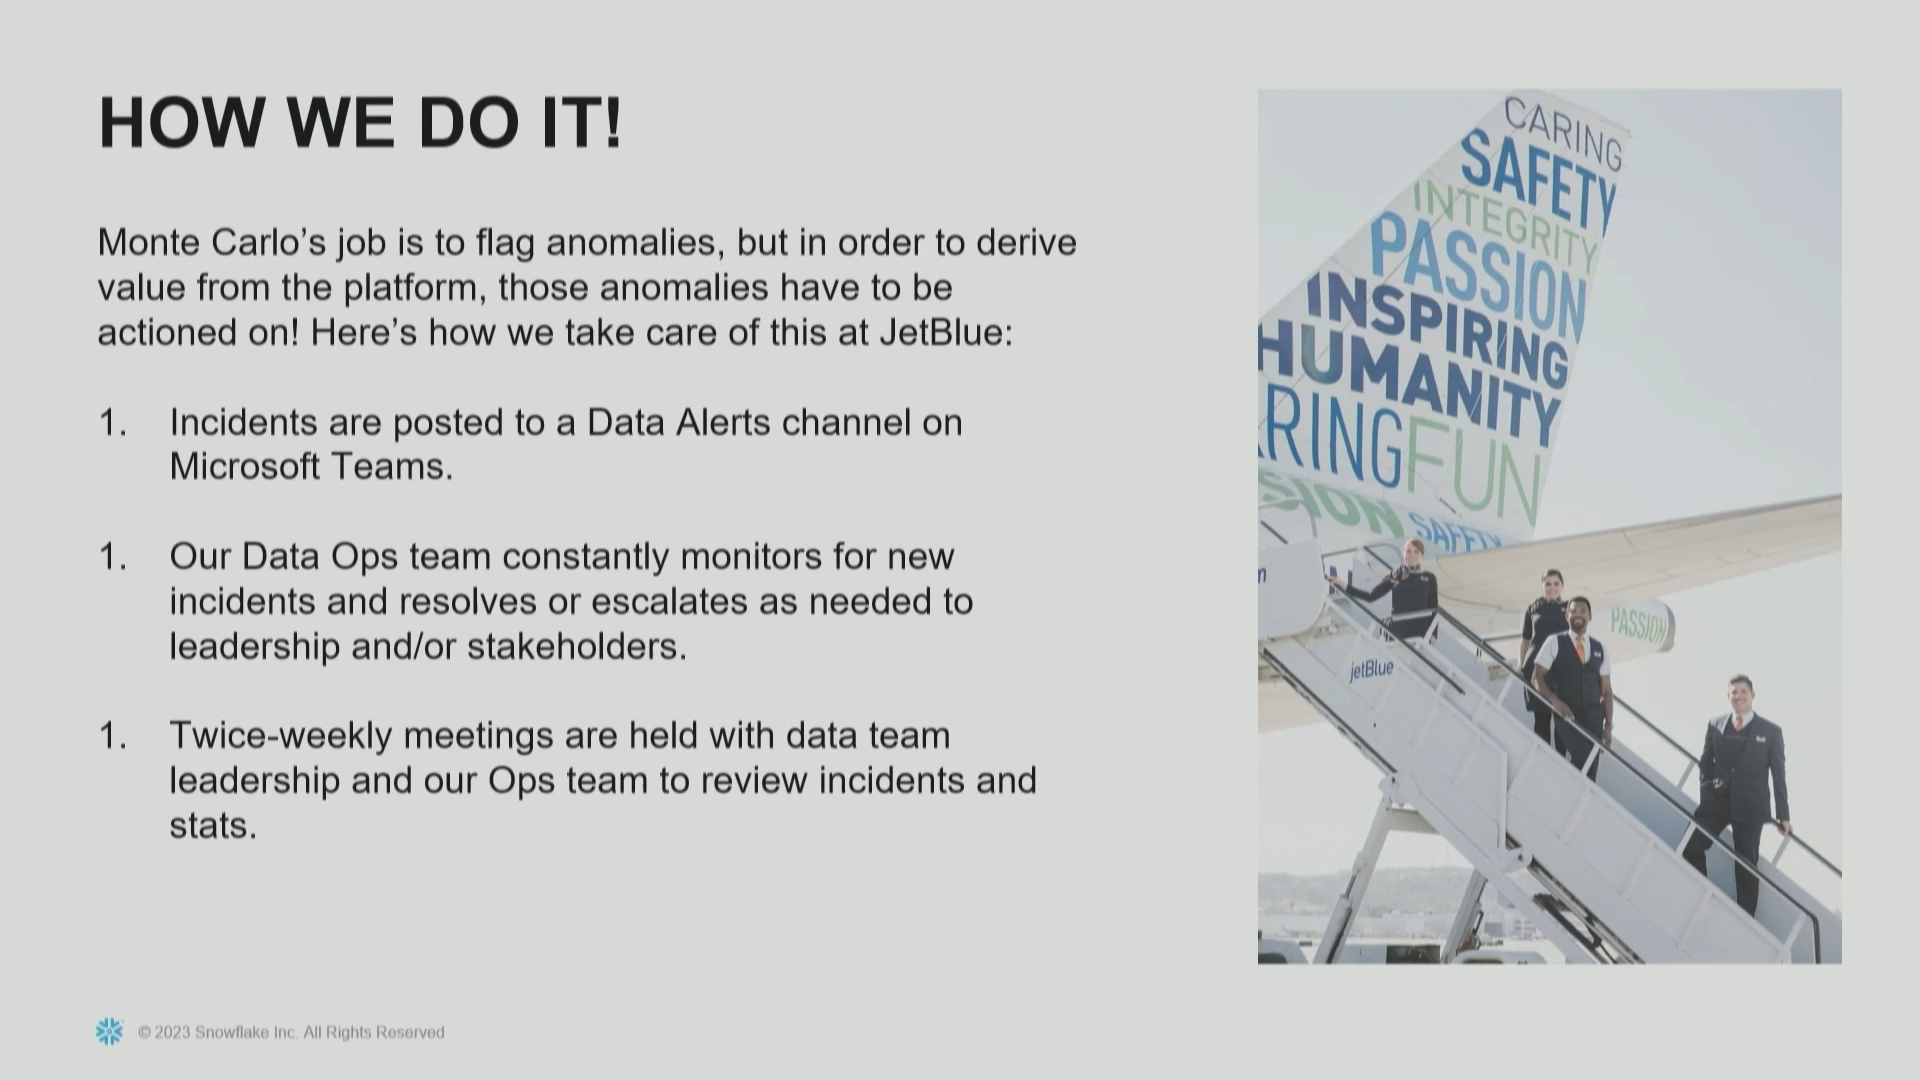 HOW WE DO IT!
Monte Carlo’s job is to flag anomalies, but in order to derive
value from the platform, those anomalies have to be
actioned on! Here’s how we take care of this at JetBlue:
1. Incidents are posted to a Data Alerts channel on
Microsoft Teams.
1. Our Data Ops team constantly monitors for new
incidents and resolves or escalates as needed to
leadership and/or stakeholders.
1. Twice-weekly meetings are held with data team
leadership and our Ops team to review incidents and
stats.
CARING
SAFETY
INTEGRITY
PASSION
INSPIRING
HUMANITY
RING FUN
SION SAFETY
PASSION
jetBlue
© 2023 Snowflake Inc. All Rights Reserved